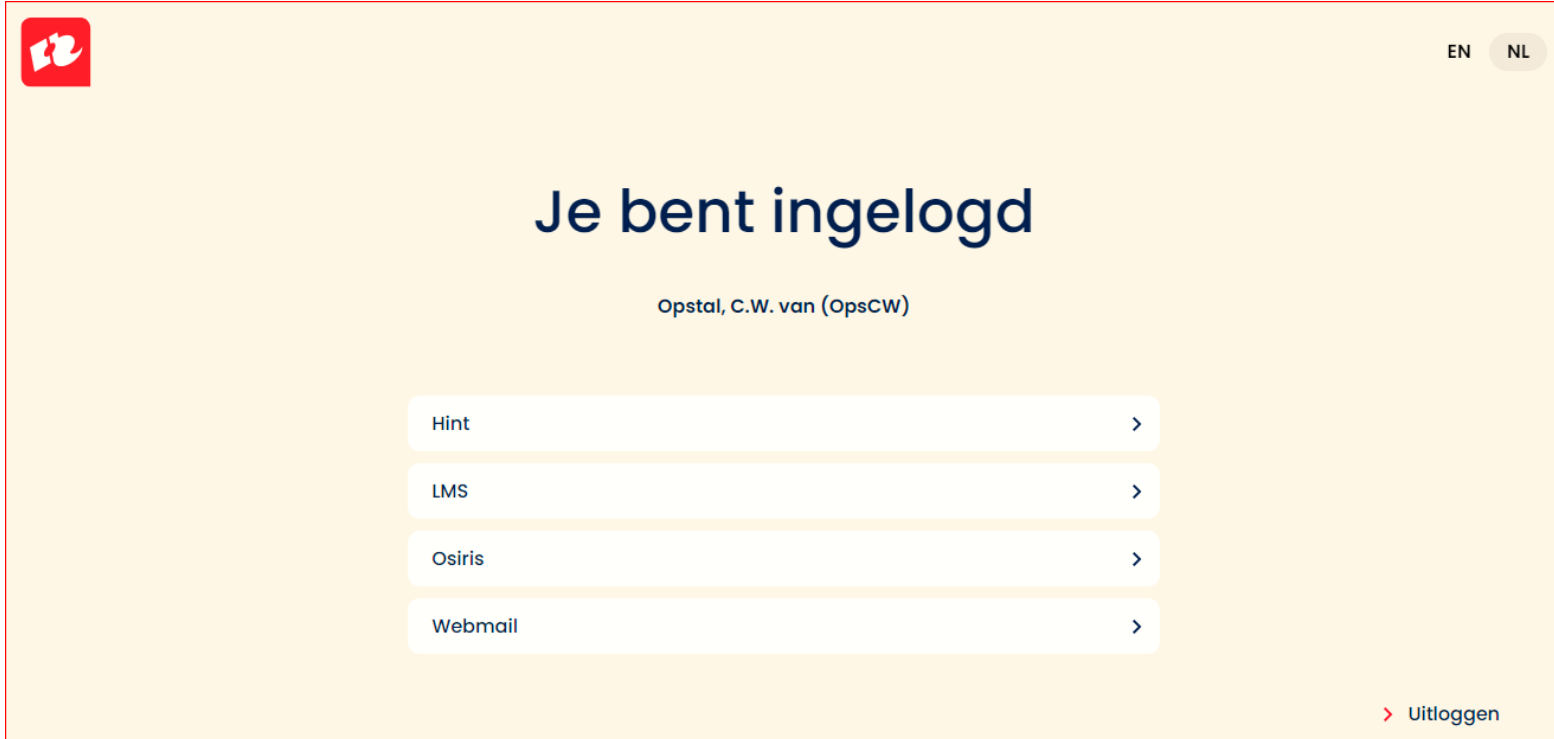 EN NL
Je bent ingelogd
Opstal, C.W. van (OpsCW)
Hint
LMS
Osiris
Webmail
Uitloggen